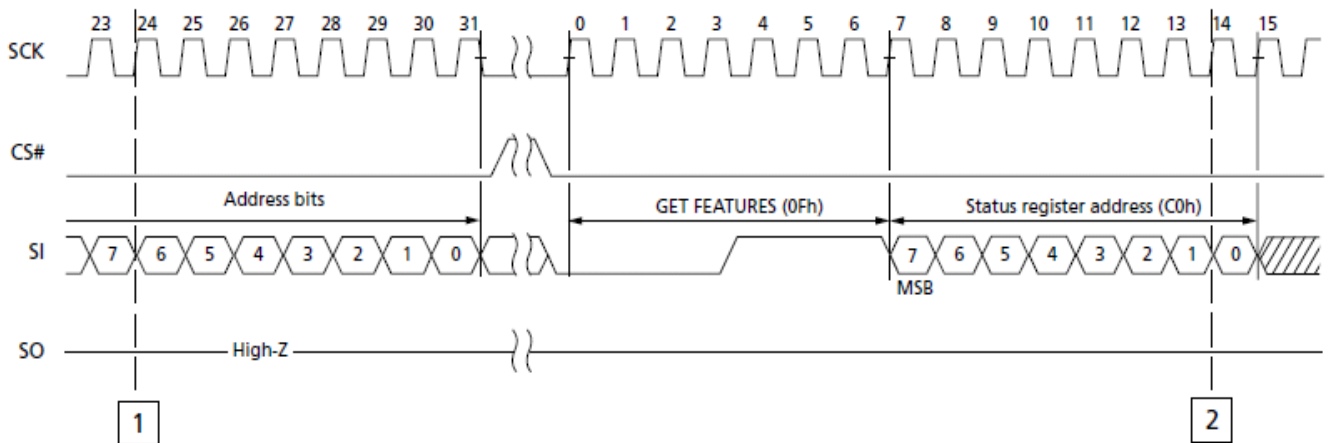 23 24 25 26 27 28 29 30 31 0 1 2 3 4 5 6 7 8 9 10 11 12 13 14 15
SCK
CS#
Address bits GET FEATURES (0Fh) Status register address (C0h)
SI 7 6 5 4 3 2 1 0 7 6 5 4 3 2 1 0
MSB
SO High-Z
1 2